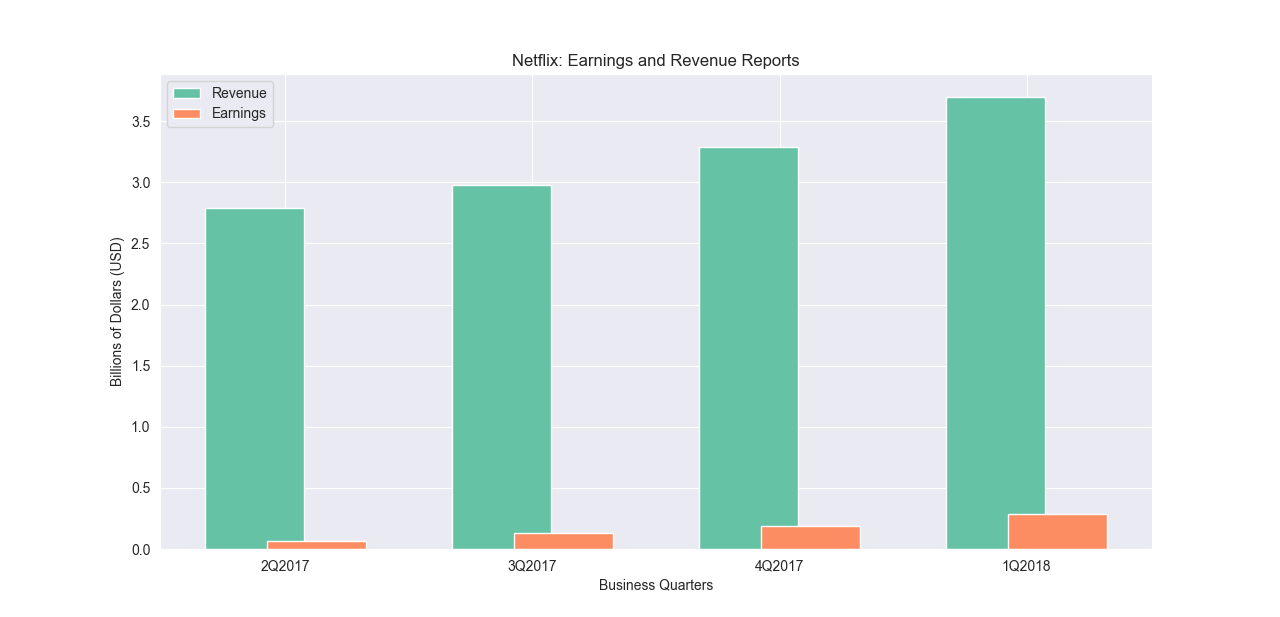 Netflix: Earnings and Revenue Reports
Revenue
Earnings
3.5
3.0
2.5
2.0
1.5
1.0
0.5
0.0
Billions of Dollars (USD)
2Q2017 3Q2017 4Q2017 1Q2018
Business Quarters